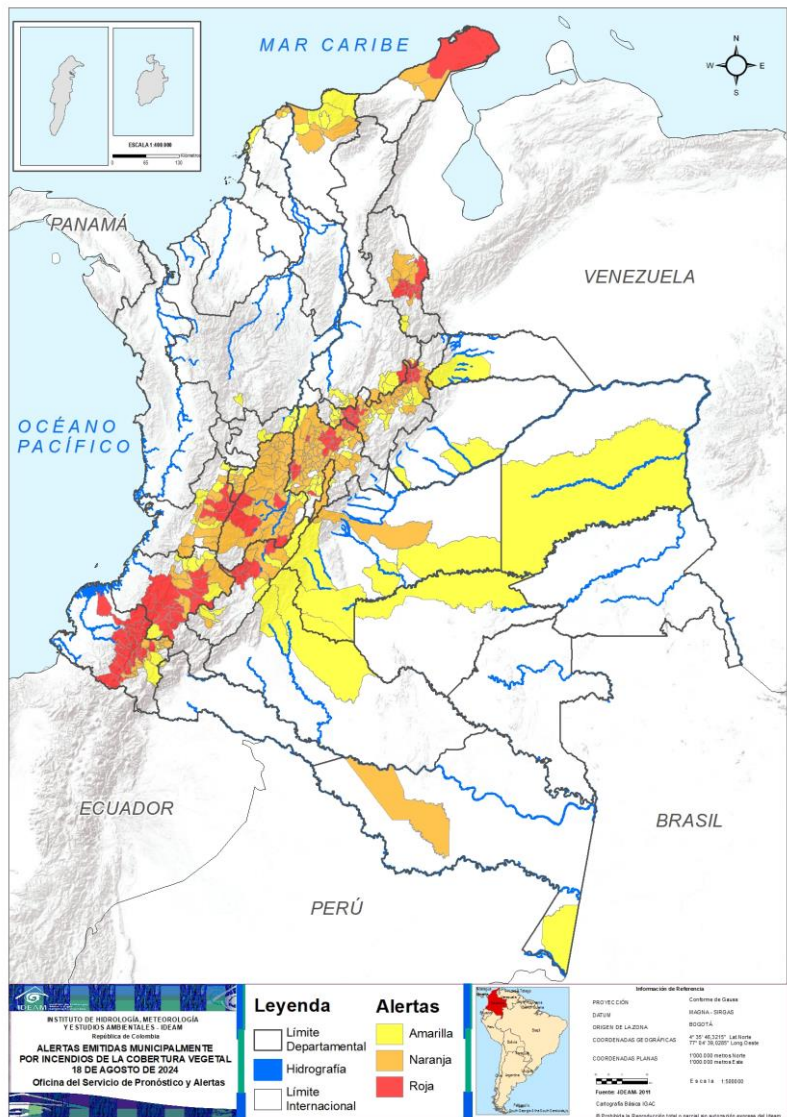 MAR CARIBE
N
W
E
S
ESCALA 1:400.000
PANAMÁ
VENEZUELA
OCÉANO
PACÍFICO
ECUADOR
BRASIL
PERÚ
IDEAM
INSTITUTO DE HIDROLOGÍA, METEOROLOGÍA
Y ESTUDIOS AMBIENTALES - IDEAM
República de Colombia
ALERTAS EMITIDAS MUNICIPALMENTE
POR INCENDIOS DE LA COBERTURA VEGETAL
18 DE AGOSTO DE 2024
Oficina del Servicio de Pronóstico y Alertas
Leyenda
Límite
Departamental
Hidrografía
Límite
Internacional
Alertas
Amarilla
Naranja
Roja
Información de Referencia
PROYECCIÓN Conforme de Gauss
DATUM MAGNA - SIRGAS
ORIGEN DE LA ZONA BOGOTÁ
COORDENADAS GEOGRÁFICAS
COORDENADAS PLANAS 1'000.000 metros Norte
1'000.000 metros Este
Fuente: IDEAM- 2011
Cartografía Básica: IGAC